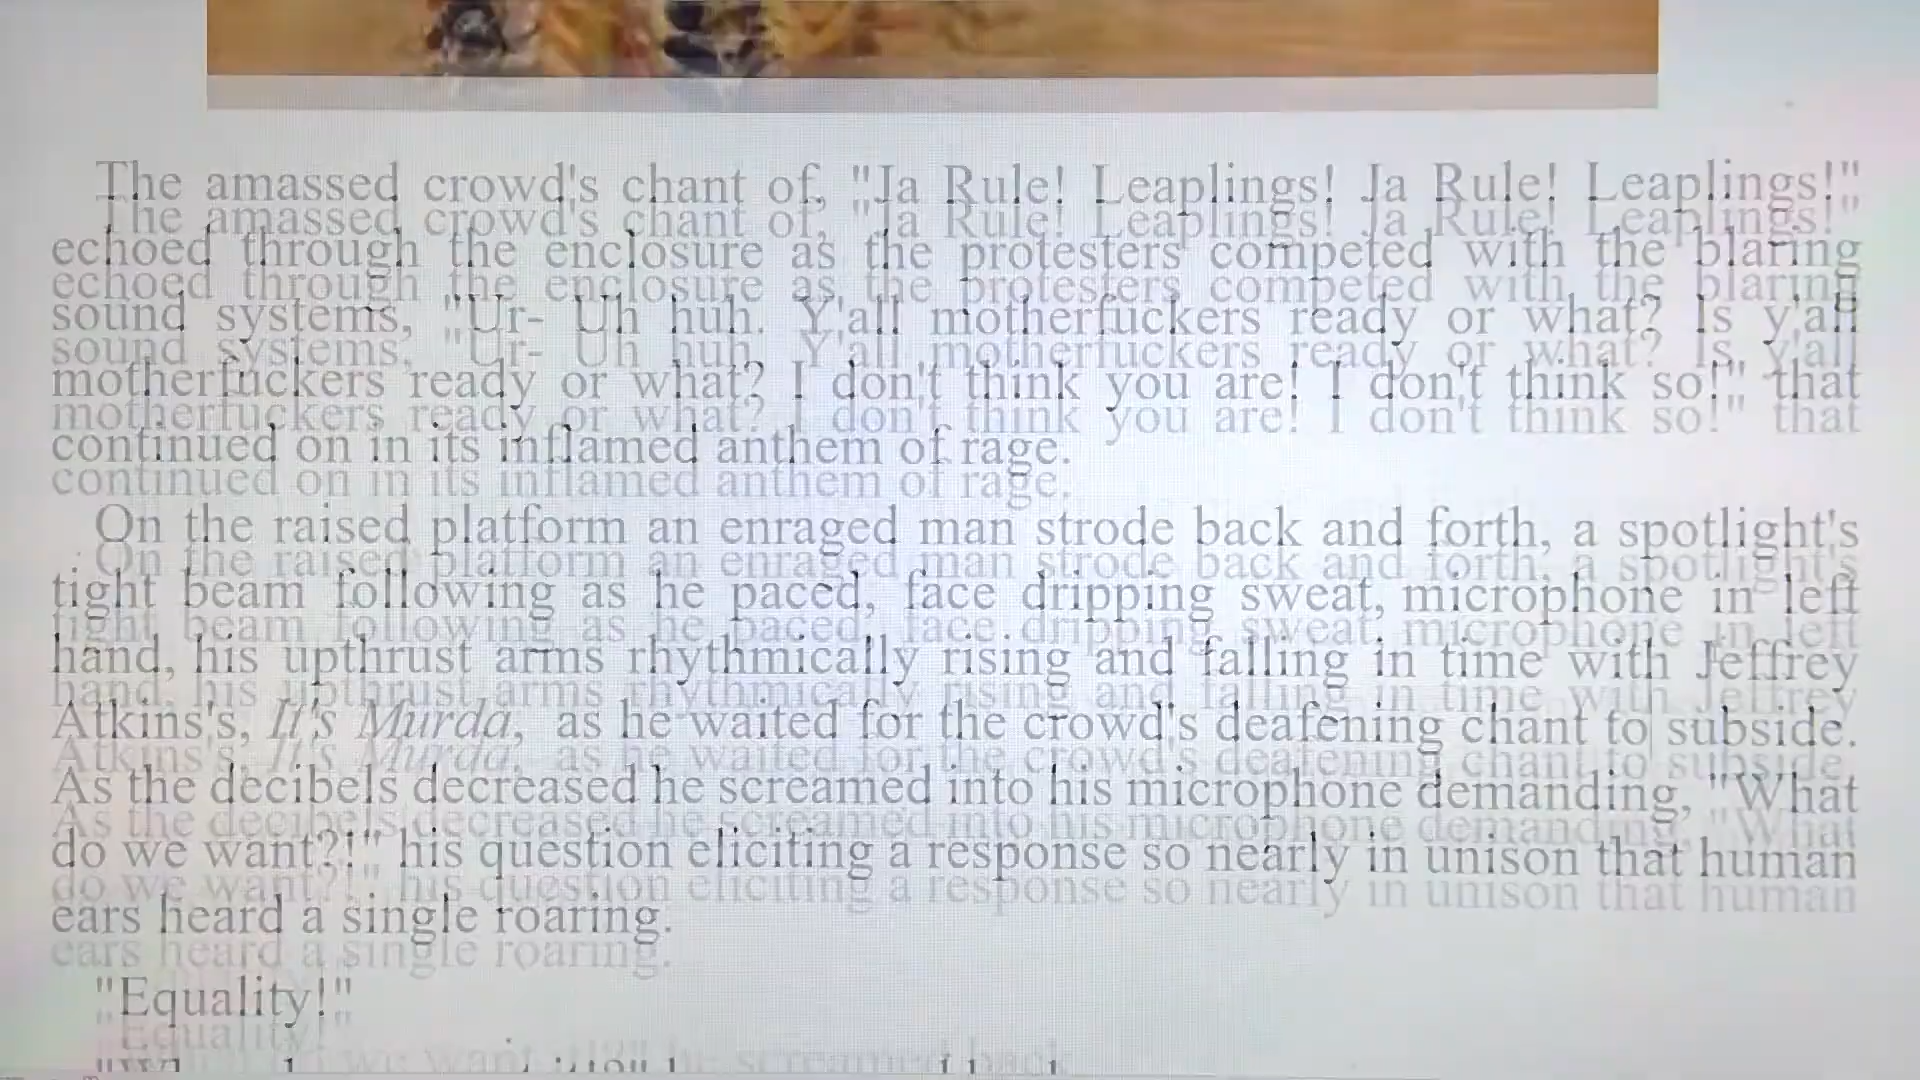 The amassed crowd's chant of, "Ja Rule! Leaplings! Ja Rule! Leaplings!"
echoed through the enclosure as the protesters competed with the blaring
sound systems, "Ur- Uh huh. Y'all motherfuckers ready or what? Is y'all
motherfuckers ready or what? I don't think you are! I don't think so!" that
continued on in its inflamed anthem of rage.
On the raised platform an enraged man strode back and forth, a spotlight's
tight beam following as he paced, face dripping sweat, microphone in left
hand, his upthrust arms rhythmically rising and falling in time with Jeffrey
Atkins's, It's Murda, as he waited for the crowd's deafening chant to subside.
As the decibels decreased he screamed into his microphone demanding, "What
do we want?!" his question eliciting a response so nearly in unison that human
ears heard a single roaring.
"Equality!"
we want screamed back